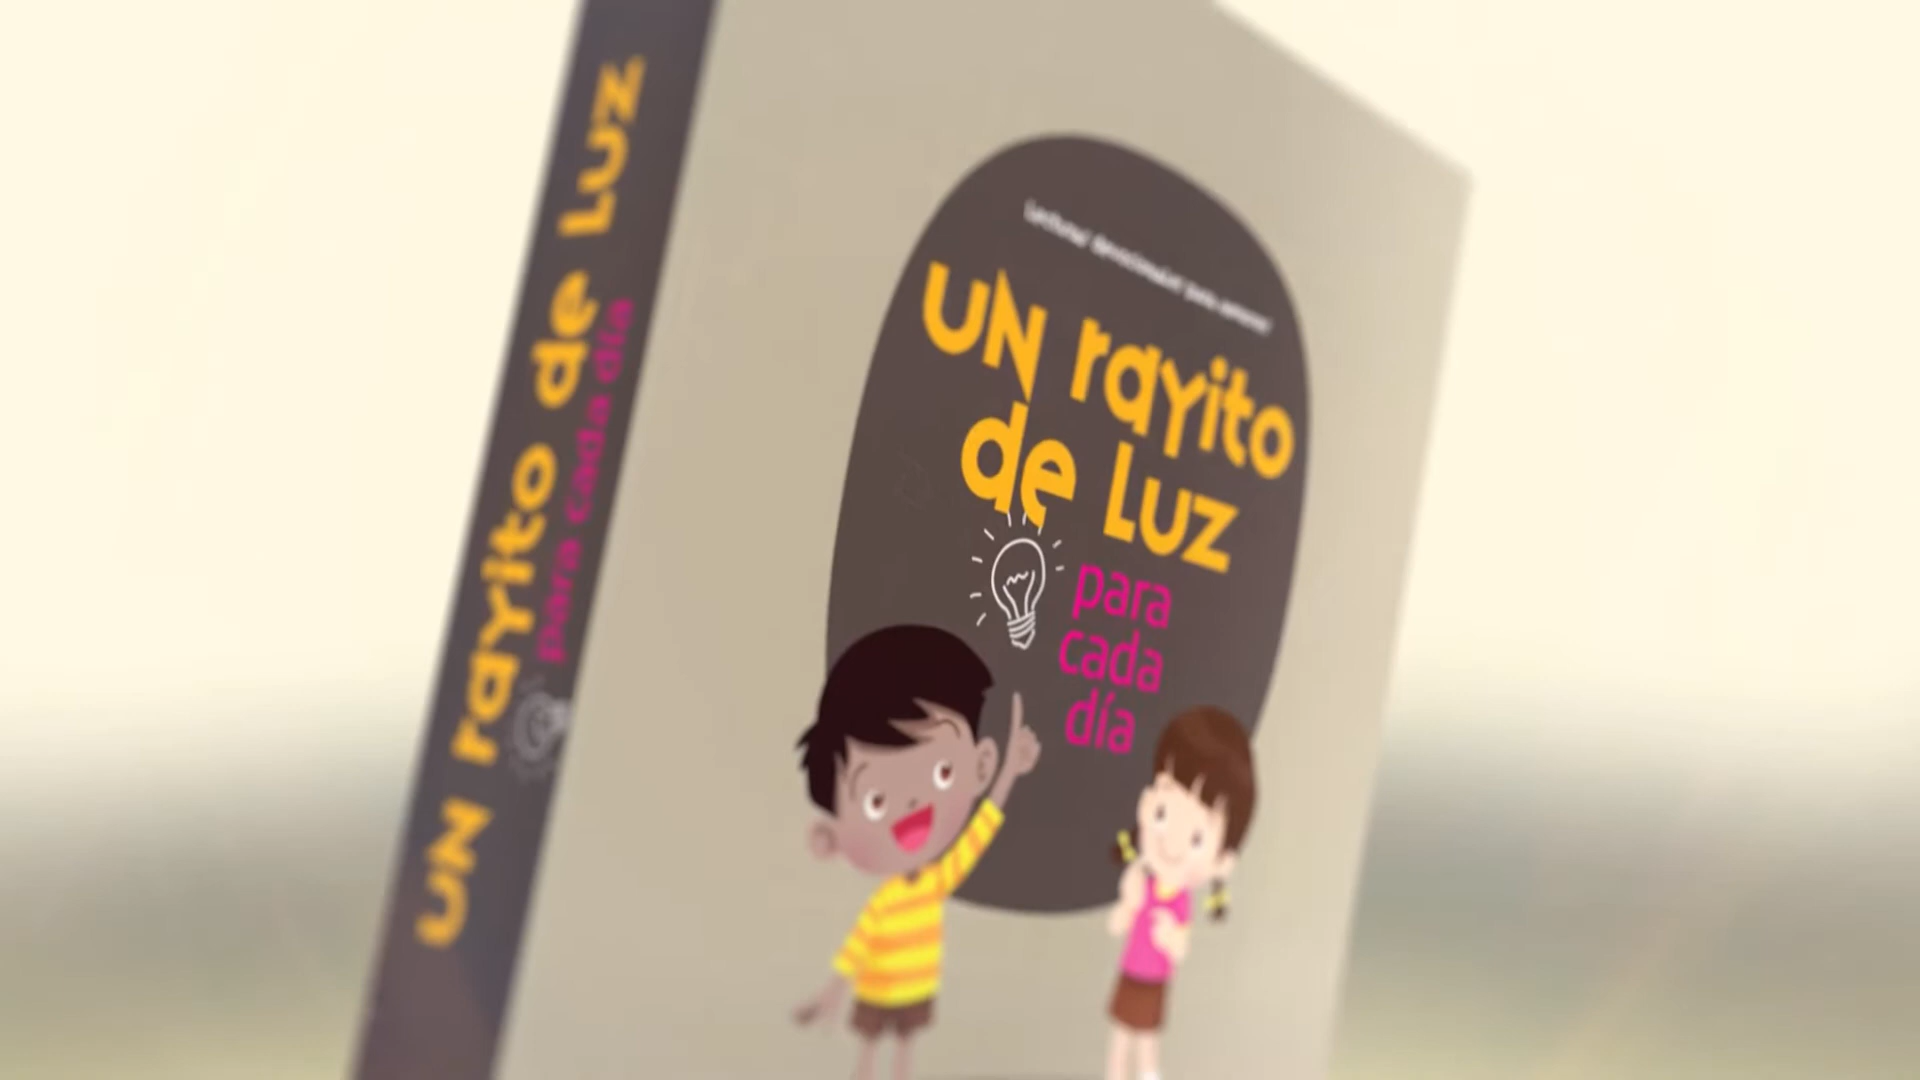 UN rayito de Luz
para cada día
UN rayito
de Luz
para
cada
día